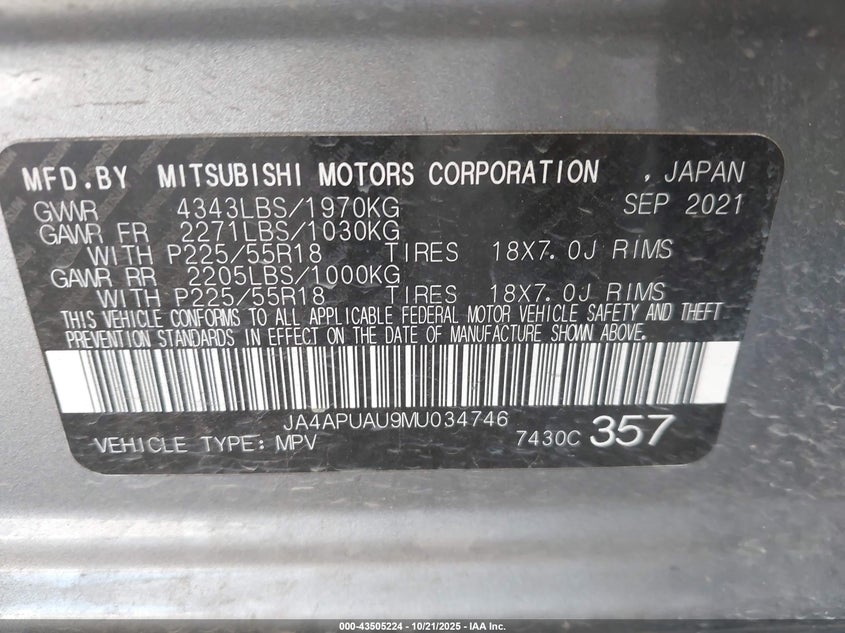 MFD.BY MITSUBISHI MOTORS CORPORATION , JAPAN
GVWR 4343LBS/1970KG SEP 2021
GAWR FR 2271LBS/1030KG
WITH P225/55R18 TIRES 18X7.0J RIMS
GAWR RR 2205LBS/1000KG
WITH P225/55R18 TIRES 18X7.0J RIMS
THIS VEHICLE CONFORMS TO ALL APPLICABLE FEDERAL MOTOR VEHICLE SAFETY AND THEFT
PREVENTION STANDARDS IN EFFECT ON THE DATE OF MANUFACTURE SHOWN ABOVE.
JA4APUAU9MU034746
VEHICLE TYPE: MPV 7430C 357
000-43505224 - 10/21/2025 - IAA Inc.